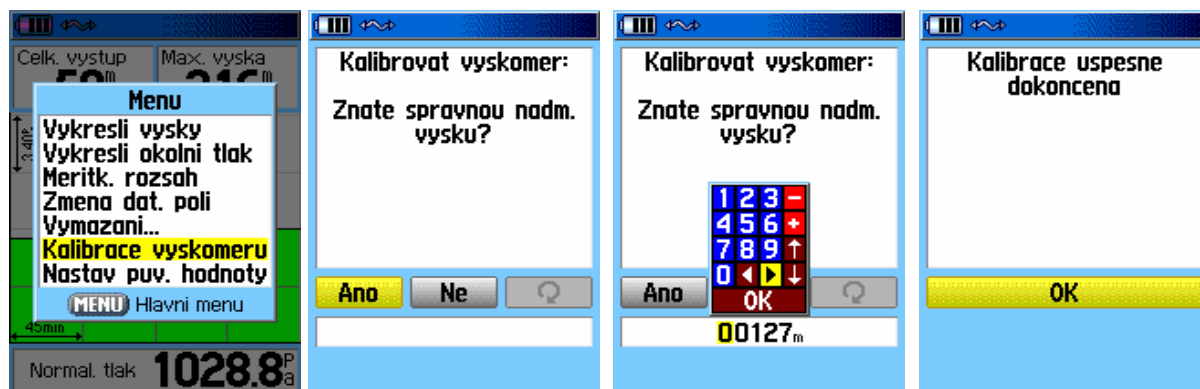 Celk. vystup
Max. vyska
m
216m
Menu
Vykresli vysky
Vykresli okolni tlak
Meritk. rozsah
Zmena dat. poli
Vymazani...
Kalibrace vyskomeru
Nastav puv. hodnoty
MENU Hlavni menu
45min
Normal. tlak 1028.8Pa
Kalibrovat vyskomer:
Znate spravnou nadm.
vysku?
Ano Ne
Kalibrovat vyskomer:
Znate spravnou nadm.
vysku?
1 2 3 -
4 5 6 +
7 8 9 ↑
0 ◄ ► ↓
Ano
OK
00127m
Kalibrace uspesne
dokoncena
OK